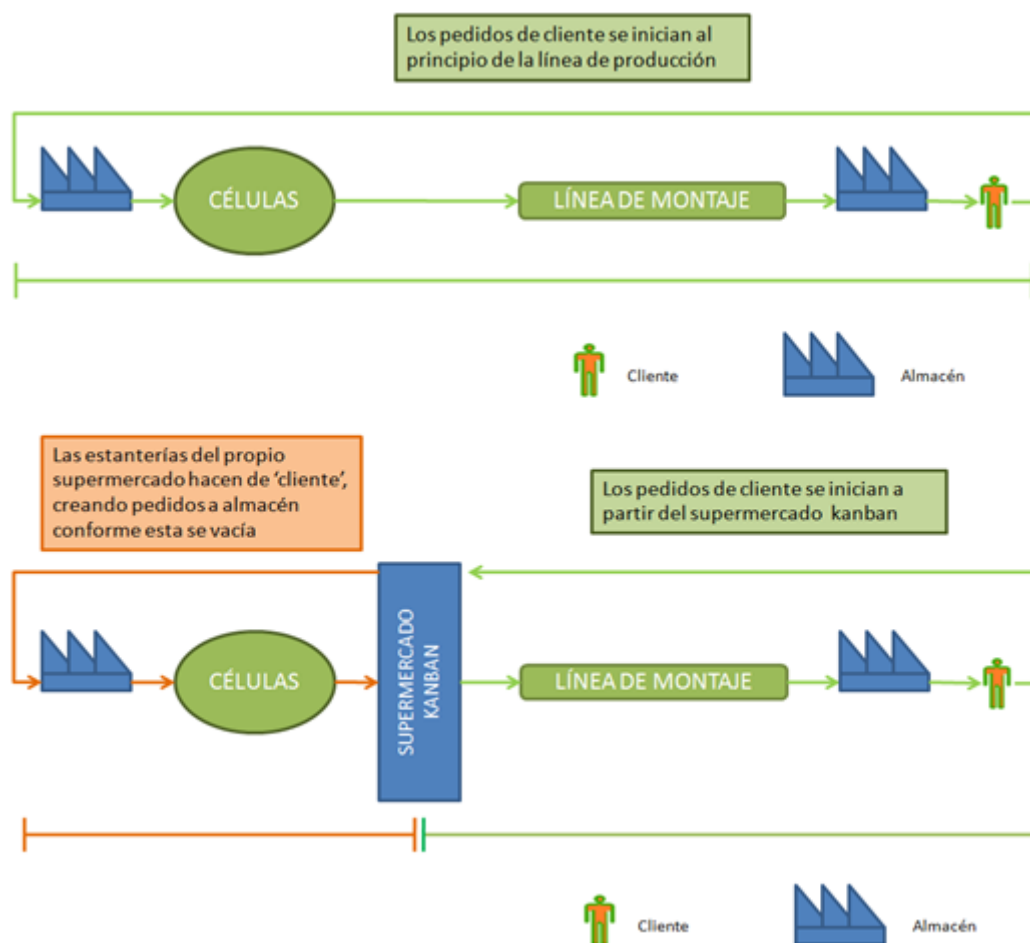 Los pedidos de cliente se inician al
principio de la línea de producción
CÉLULAS
LÍNEA DE MONTAJE
Cliente
Almacén
Las estanterías del propio
supermercado hacen de ‘cliente’,
creando pedidos a almacén
conforme esta se vacía
Los pedidos de cliente se inician a
partir del supermercado kanban
CÉLULAS
SUPERMERCADO
KANBAN
LÍNEA DE MONTAJE
Cliente
Almacén